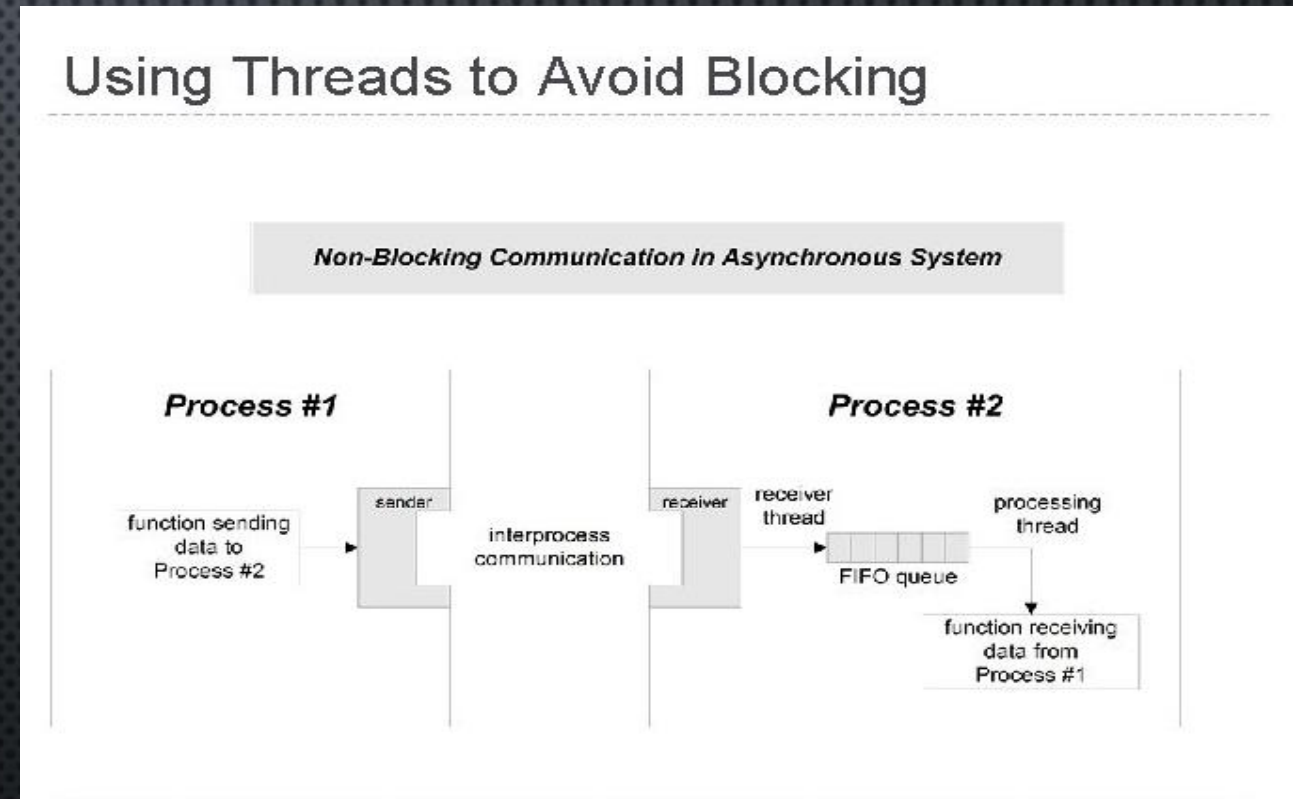 Using Threads to Avoid Blocking
Non-Blocking Communication in Asynchronous System
Process #1
Process #2
function sending
data to
Process #2
sender
interprocess
communication
receiver
receiver
thread
FIFO queue
processing
thread
function receiving
data from
Process #1